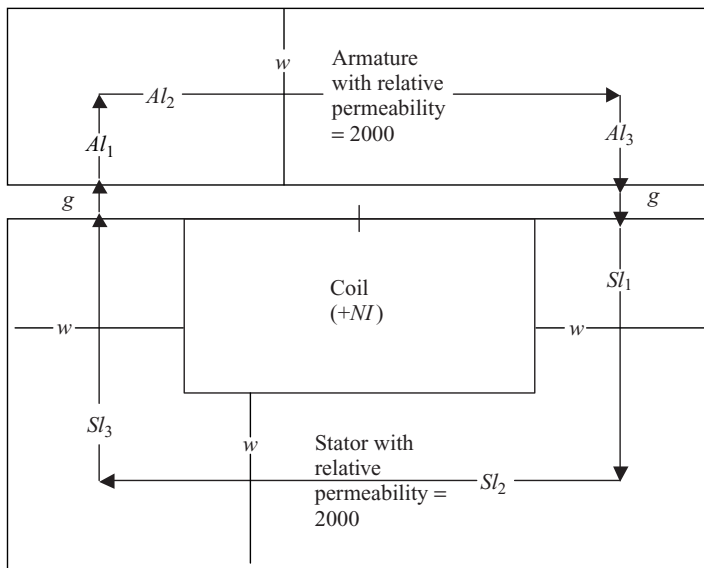 w
Armature
with relative
permeability
= 2000
Al₂
Al₁
Al₃
g
g
Coil
(+NI)
Sl₁
w
w
Sl₃
w
Stator with
relative
permeability =
2000
Sl₂